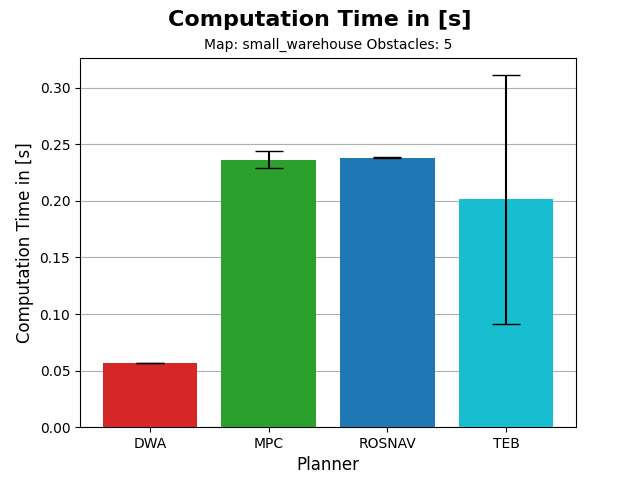 Computation Time in [s]
Map: small_warehouse Obstacles: 5
0.30
0.25
0.20
0.15
0.10
0.05
0.00
Computation Time in [s]
DWA MPC ROSNAV TEB
Planner